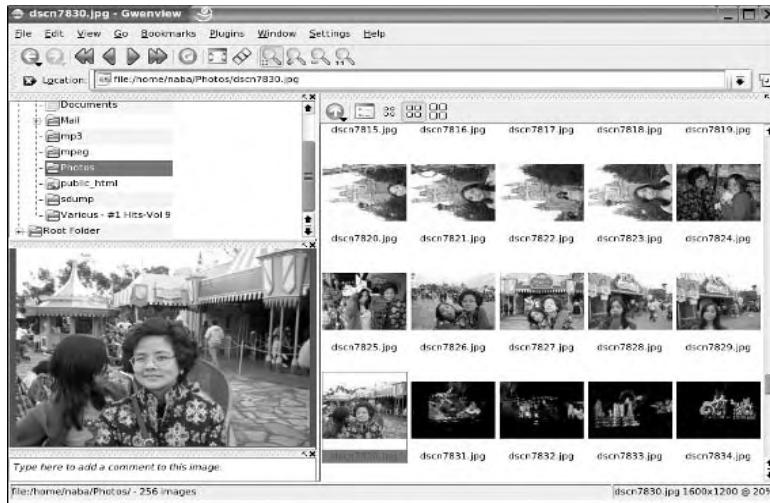 dscn7830.jpg - Gwenview
File Edit View Go Bookmarks Plugins Window Settings Help
Location: file:/home/naba/Photos/dscn7830.jpg
Documents
Mail
mp3
mpeg
Photos
public_html
sdump
Various - #1 Hits-Vol 9
Root Folder
dscn7815.jpg dscn7816.jpg dscn7817.jpg dscn7818.jpg dscn7819.jpg
dscn7820.jpg dscn7821.jpg dscn7822.jpg dscn7823.jpg dscn7824.jpg
dscn7825.jpg dscn7826.jpg dscn7827.jpg dscn7828.jpg dscn7829.jpg
dscn7831.jpg dscn7832.jpg dscn7833.jpg dscn7834.jpg
Type here to add a comment to this image.
file:/home/naba/Photos/ - 256 images
dscn7830.jpg 1600x1200 @ 20%